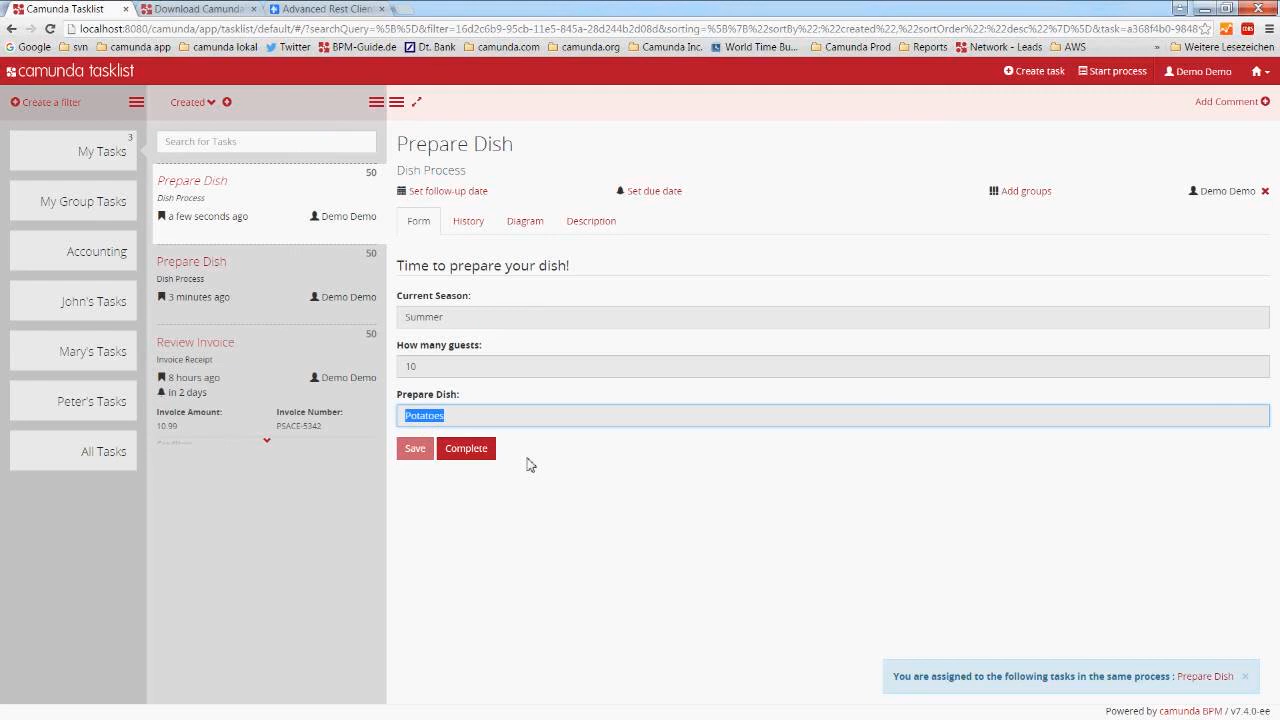 Camunda Tasklist
Download Camunda
Advanced Rest Clien
localhost:8080/camunda/app/tasklist/default/#/?searchQuery=%5B%5D&filter=16d2c6b9-95cb-11e5-845a-28d244b2d08d&sorting=%5B%7B%22sortBy%22:%22created%22,%22sortOrder%22:%22desc%22%7D%5D&task=a368f4b0-9848
Google
svn
camunda app
camunda lokal
Twitter
BPM-Guide.de
Dt. Bank
camunda.com
camunda.org
Camunda Inc.
World Time Bu...
Camunda Prod
Reports
Network - Leads
AWS
»
Weitere Lesezeichen
camunda tasklist
Create task
Start process
Demo Demo
Create a filter
Created
Add Comment
3
My Tasks
My Group Tasks
Accounting
John's Tasks
Mary's Tasks
Peter's Tasks
All Tasks
Search for Tasks
50
Prepare Dish
Dish Process
a few seconds ago
Demo Demo
50
Prepare Dish
Dish Process
3 minutes ago
Demo Demo
50
Review Invoice
Invoice Receipt
8 hours ago
Demo Demo
in 2 days
Invoice Amount: Invoice Number:
10.99 PSACE-5342
Prepare Dish
Dish Process
Set follow-up date
Set due date
Add groups
Demo Demo
Form
History
Diagram
Description
Time to prepare your dish!
Current Season:
Summer
How many guests:
10
Prepare Dish:
Potatoes
Save
Complete
You are assigned to the following tasks in the same process : Prepare Dish ×
Powered by camunda BPM / v7.4.0-ee